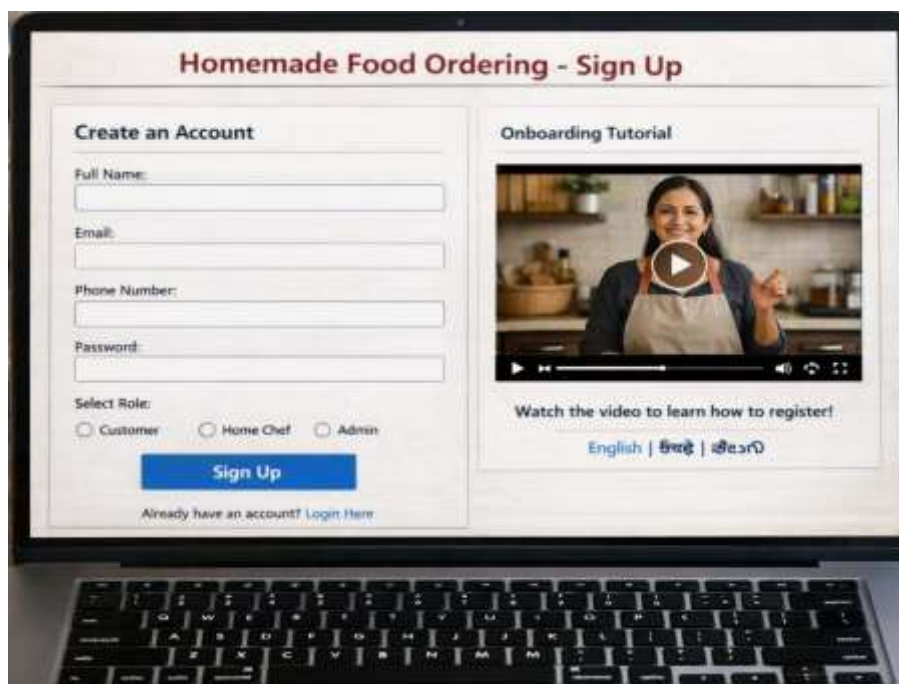 Homemade Food Ordering - Sign Up
Create an Account
Full Name:
Email:
Phone Number:
Password:
Select Role:
Customer
Home Chef
Admin
Sign Up
Already have an account? Login Here
Onboarding Tutorial
Watch the video to learn how to register!
English |